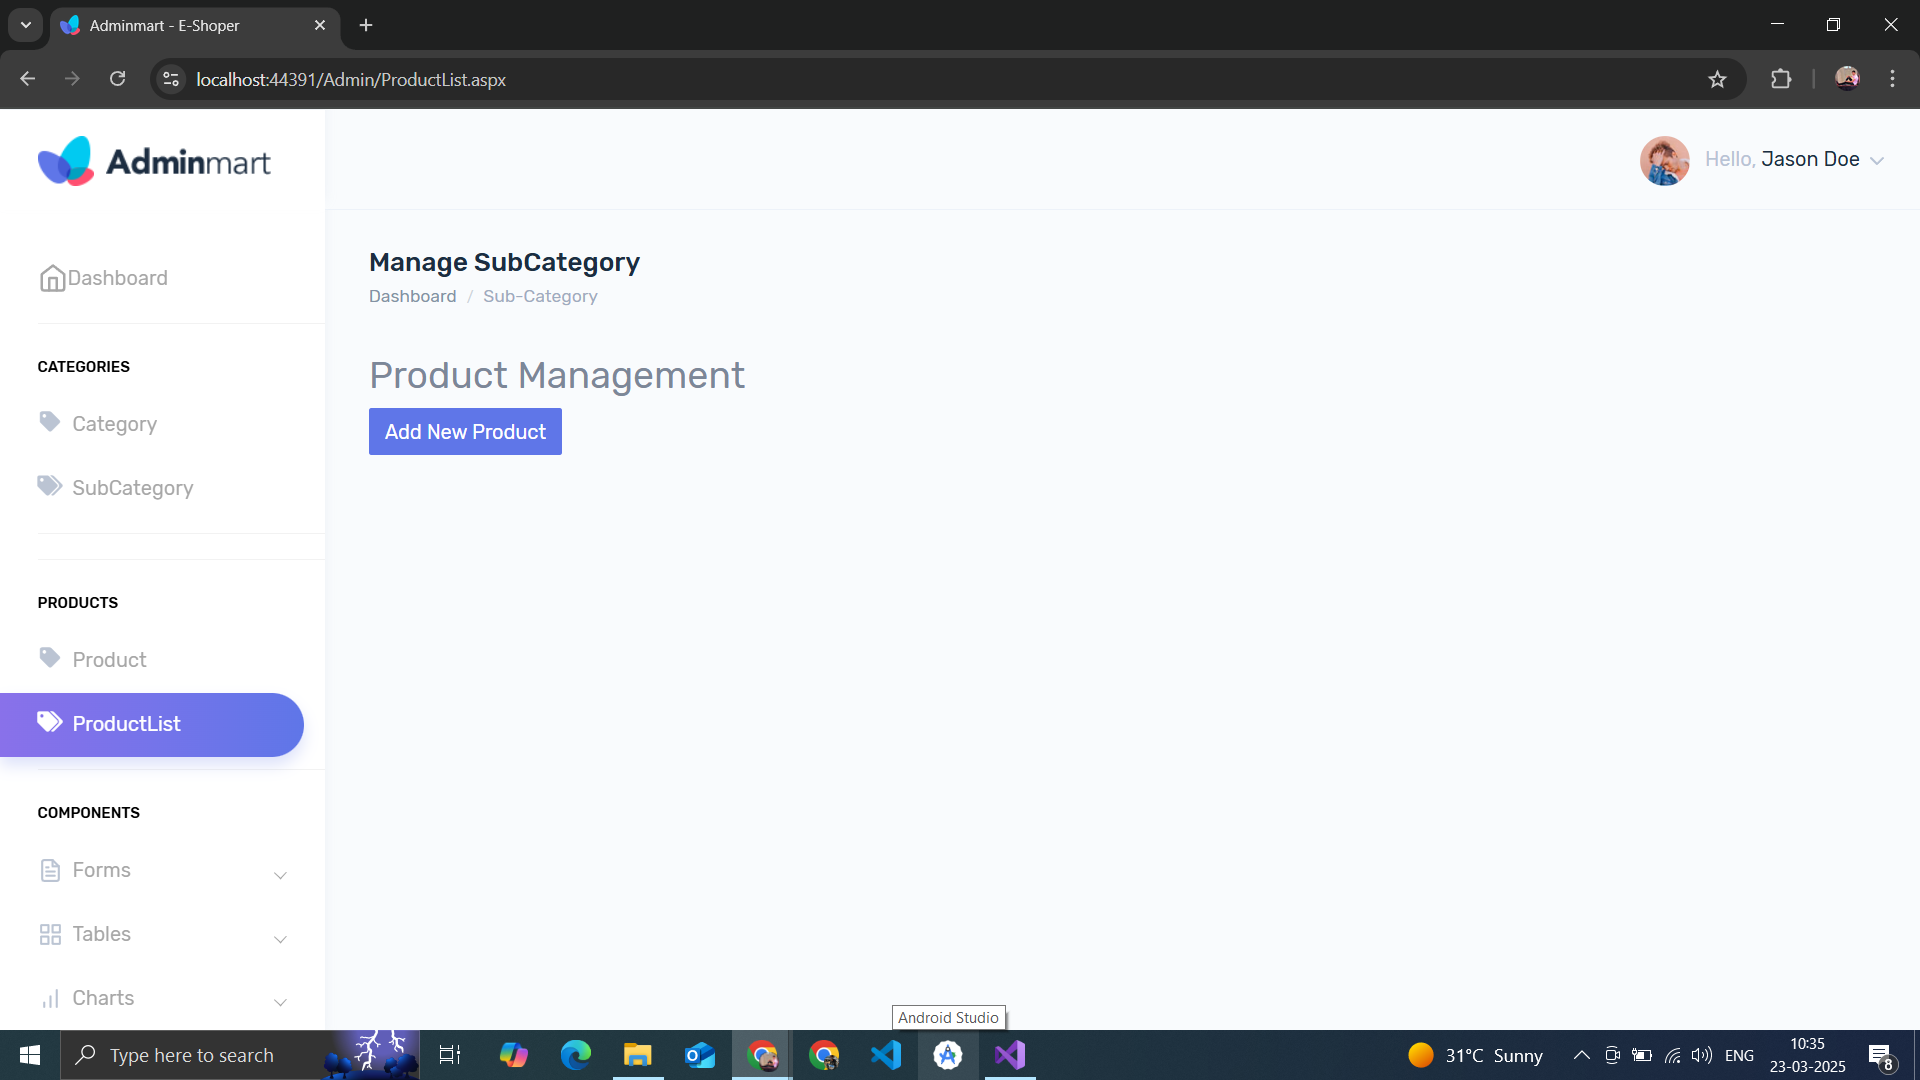 Adminmart - E-Shoper
localhost:44391/Admin/ProductList.aspx
Adminmart
Hello, Jason Doe
Manage SubCategory
Dashboard / Sub-Category
Product Management
Add New Product
Dashboard
CATEGORIES
Category
SubCategory
PRODUCTS
Product
ProductList
COMPONENTS
Forms
Tables
Charts
Android Studio
Type here to search
31°C Sunny
ENG
10:35
23-03-2025
8